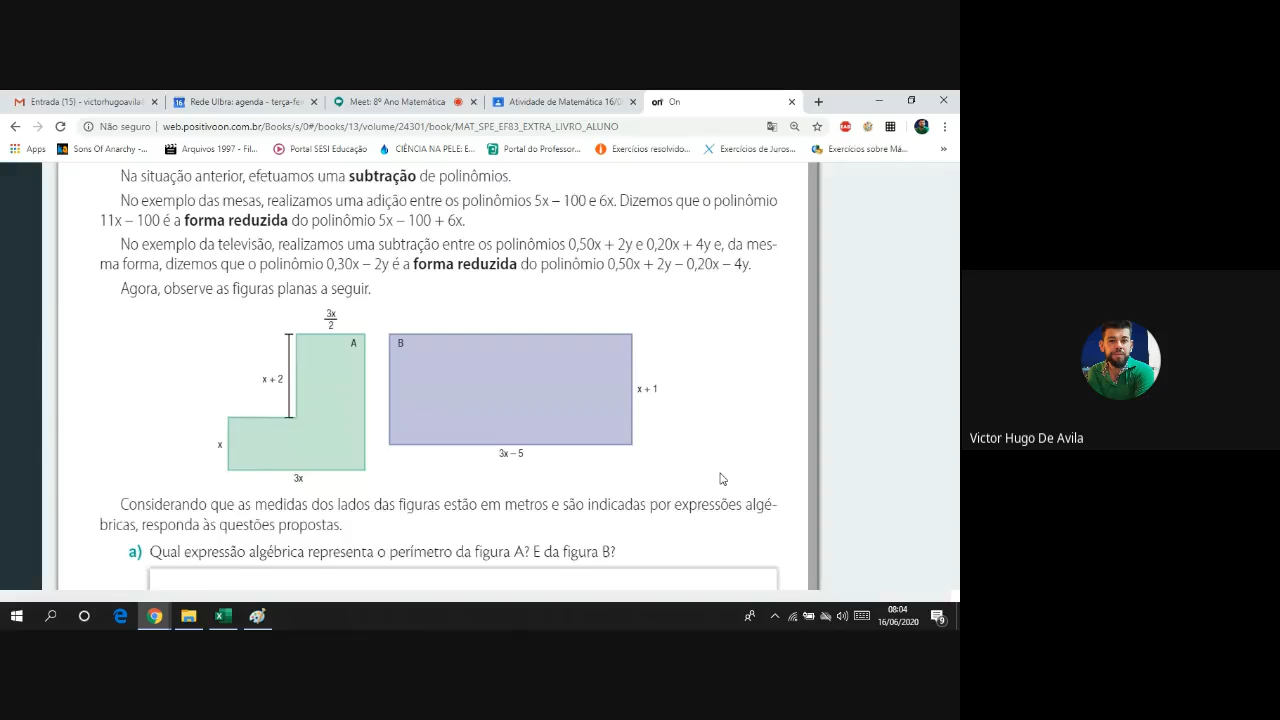 Entrada (15) - victorhugoavila
Rede Ulbra: agenda - terça-fei
Meet: 8º Ano Matemática
Atividade de Matemática 16/0
on
On
Não segura
web.positivoon.com.br/Books/s/0#/books/13/volume/24301/book/MAT_SPE_EF83_EXTRA_LIVRO_ALUNO
Apps
Sons Of Anarchy -...
Arquivos 1997 - Fil...
Portal SESI Educação
CIÊNCIA NA PELE: E...
Portal do Professor...
Exercícios resolvido...
Exercícios de Juros...
Exercícios sobre Má...
»
Na situação anterior, efetuamos uma subtração de polinômios.
No exemplo das mesas, realizamos uma adição entre os polinômios 5x – 100 e 6x. Dizemos que o polinômio
11x – 100 é a forma reduzida do polinômio 5x – 100 + 6x.
No exemplo da televisão, realizamos uma subtração entre os polinômios 0,50x + 2y e 0,20x + 4y e, da mes-
ma forma, dizemos que o polinômio 0,30x – 2y é a forma reduzida do polinômio 0,50x + 2y – 0,20x – 4y.
Agora, observe as figuras planas a seguir.
3x
2
A
B
x + 2
x + 1
x
3x – 5
3x
Considerando que as medidas dos lados das figuras estão em metros e são indicadas por expressões algé-
bricas, responda às questões propostas.
a) Qual expressão algébrica representa o perímetro da figura A? E da figura B?
08:04
16/06/2020
9
Victor Hugo De Avila